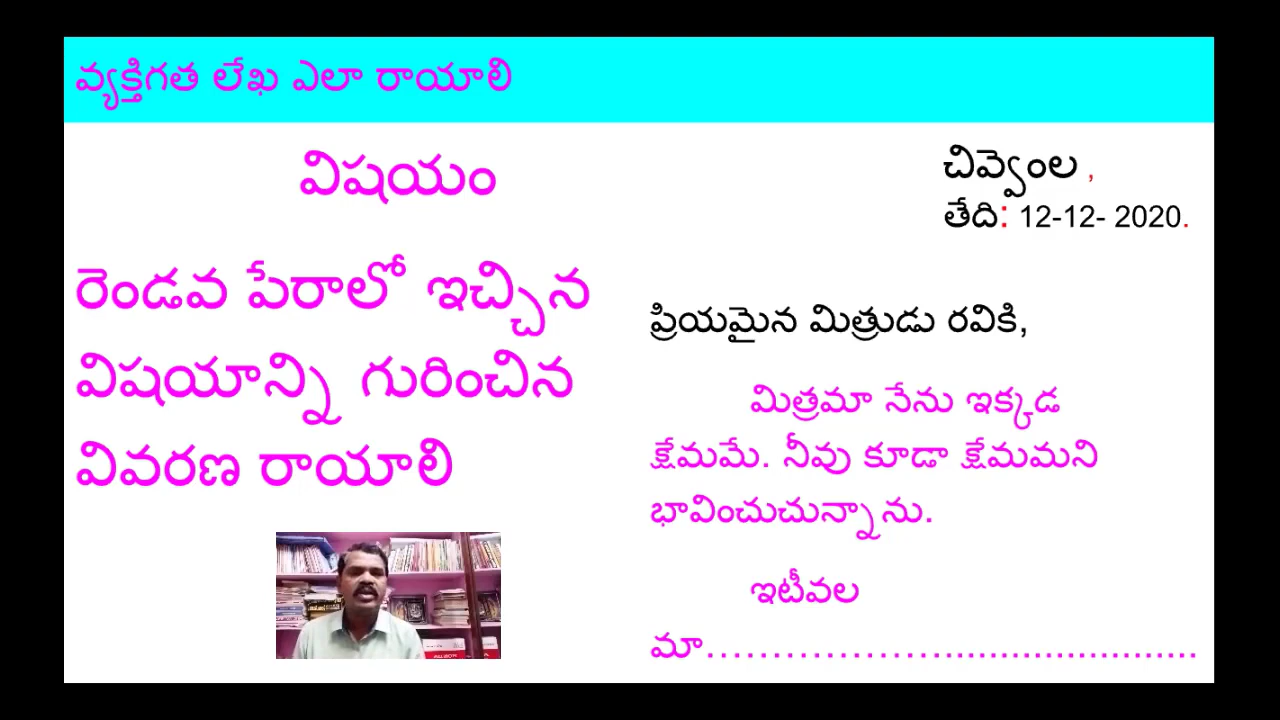 వ్యక్తిగత లేఖ ఎలా రాయాలి
విషయం
రెండవ పేరాలో ఇచ్చిన
విషయాన్ని గురించిన
వివరణ రాయాలి
చివ్వెంల ,
తేది: 12-12- 2020.
ప్రియమైన మిత్రుడు రవికి,
మిత్రమా నేను ఇక్కడ
క్షేమమే. నీవు కూడా క్షేమమని
భావించుచున్నాను.
ఇటీవల
మా………………………..........................